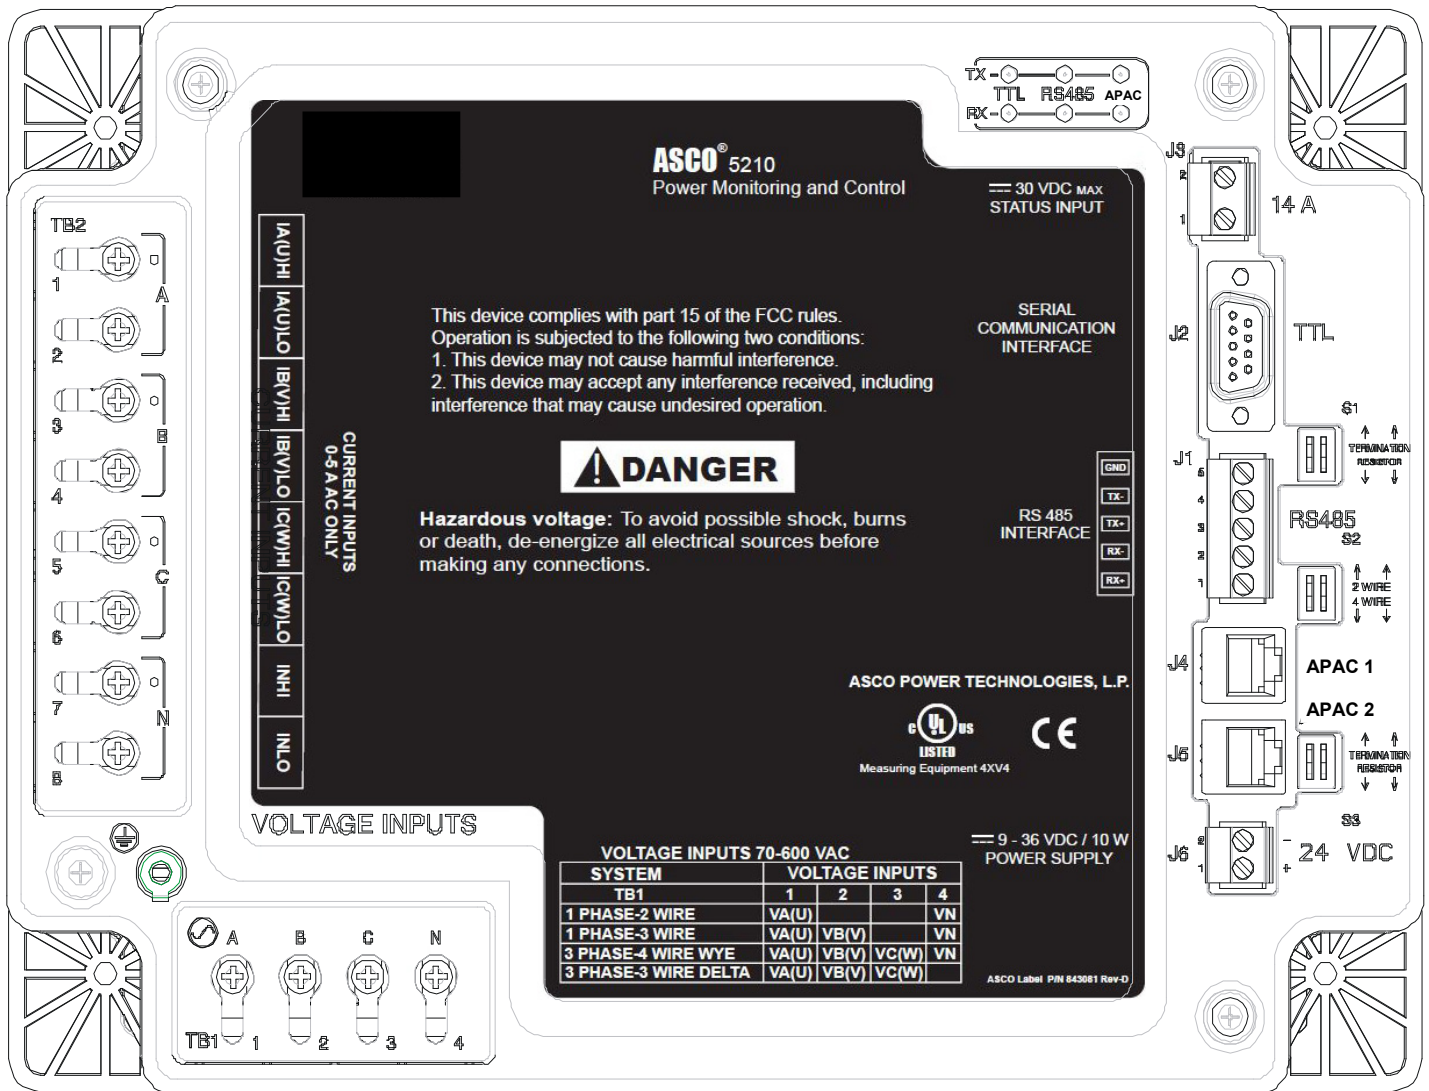 TX
TTL RS485 APAC
RX
ASCO® 5210
Power Monitoring and Control
30 VDC MAX
STATUS INPUT
J3
2
1
14 A
TB2
1
2
3
4
5
6
7
8
A
B
C
N
IA(U)HI
IA(U)LO
IB(V)HI
IB(V)LO
IC(W)HI
IC(W)LO
INHI
INLO
CURRENT INPUTS
0-5 A AC ONLY
This device complies with part 15 of the FCC rules.
Operation is subjected to the following two conditions:
1. This device may not cause harmful interference.
2. This device may accept any interference received, including
interference that may cause undesired operation.
SERIAL
COMMUNICATION
INTERFACE
J2
TTL
DANGER
Hazardous voltage: To avoid possible shock, burns
or death, de-energize all electrical sources before
making any connections.
RS 485
INTERFACE
GND
TX-
TX+
RX-
RX+
S1
TERMINATION
RESISTOR
J1
5
4
3
2
1
RS485
S2
2 WIRE
4 WIRE
J4
APAC 1
APAC 2
J5
TERMINATION
RESISTOR
S3
ASCO POWER TECHNOLOGIES, L.P.
C UL US
LISTED
CE
Measuring Equipment 4XV4
VOLTAGE INPUTS
9 - 36 VDC / 10 W
POWER SUPPLY
J6
2
1
-
+
24 VDC
VOLTAGE INPUTS 70-600 VAC
SYSTEM VOLTAGE INPUTS
TB1 1 2 3 4
1 PHASE-2 WIRE VA(U) VN
1 PHASE-3 WIRE VA(U) VB(V) VN
3 PHASE-4 WIRE WYE VA(U) VB(V) VC(W) VN
3 PHASE-3 WIRE DELTA VA(U) VB(V) VC(W)
ASCO Label P/N 843081 Rev-D
A B C N
TB1 1 2 3 4